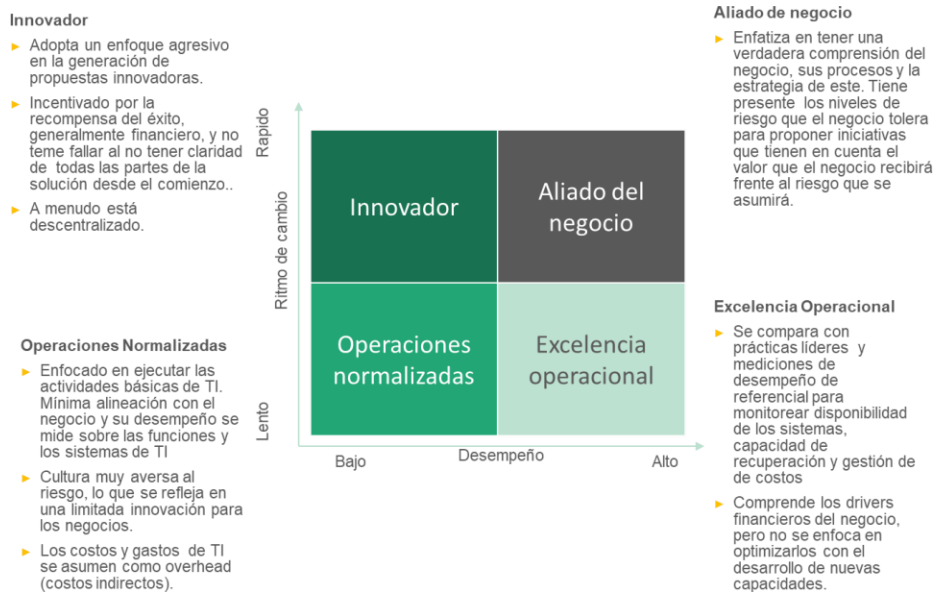 Innovador
► Adopta un enfoque agresivo
en la generación de
propuestas innovadoras.
► Incentivado por la
recompensa del éxito,
generalmente financiero, y no
teme fallar al no tener claridad
de todas las partes de la
solución desde el comienzo..
► A menudo está
descentralizado.
Operaciones Normalizadas
► Enfocado en ejecutar las
actividades básicas de TI.
Mínima alineación con el
negocio y su desempeño se
mide sobre las funciones y
los sistemas de TI
► Cultura muy aversa al
riesgo, lo que se refleja en
una limitada innovación para
los negocios.
► Los costos y gastos de TI
se asumen como overhead
(costos indirectos).
Rapido
Ritmo de cambio
Lento
Innovador
Aliado del
negocio
Operaciones
normalizadas
Excelencia
operacional
Bajo
Desempeño
Alto
Aliado de negocio
► Enfatiza en tener una
verdadera comprensión del
negocio, sus procesos y la
estrategia de este. Tiene
presente los niveles de
riesgo que el negocio tolera
para proponer iniciativas
que tienen en cuenta el
valor que el negocio recibirá
frente al riesgo que se
asumirá.
Excelencia Operacional
► Se compara con
prácticas líderes y
mediciones de
desempeño de
referencial para
monitorear disponibilidad
de los sistemas,
capacidad de
recuperación y gestión de
de costos
► Comprende los drivers
financieros del negocio,
pero no se enfoca en
optimizarlos con el
desarrollo de nuevas
capacidades.